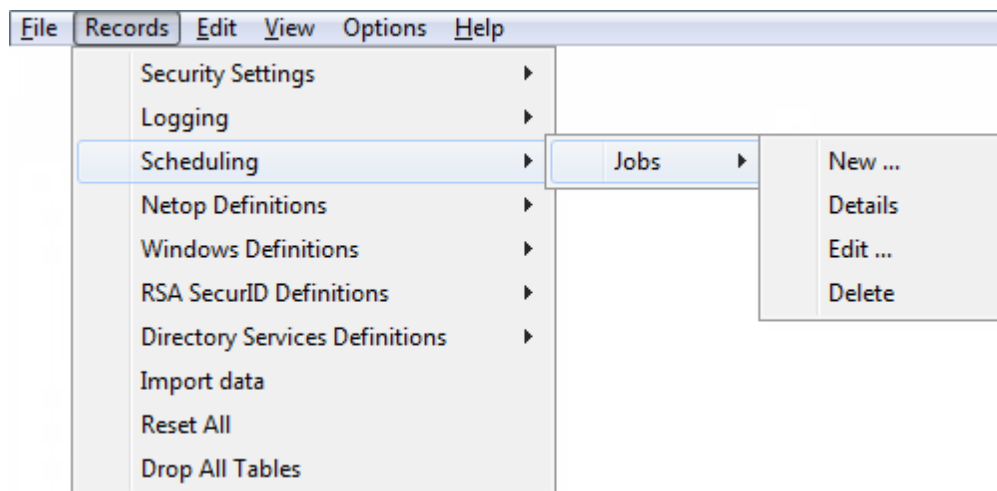 File Records Edit View Options Help
Security Settings
Logging
Scheduling Jobs New ...
Netop Definitions Details
Windows Definitions Edit ...
RSA SecurID Definitions Delete
Directory Services Definitions
Import data
Reset All
Drop All Tables